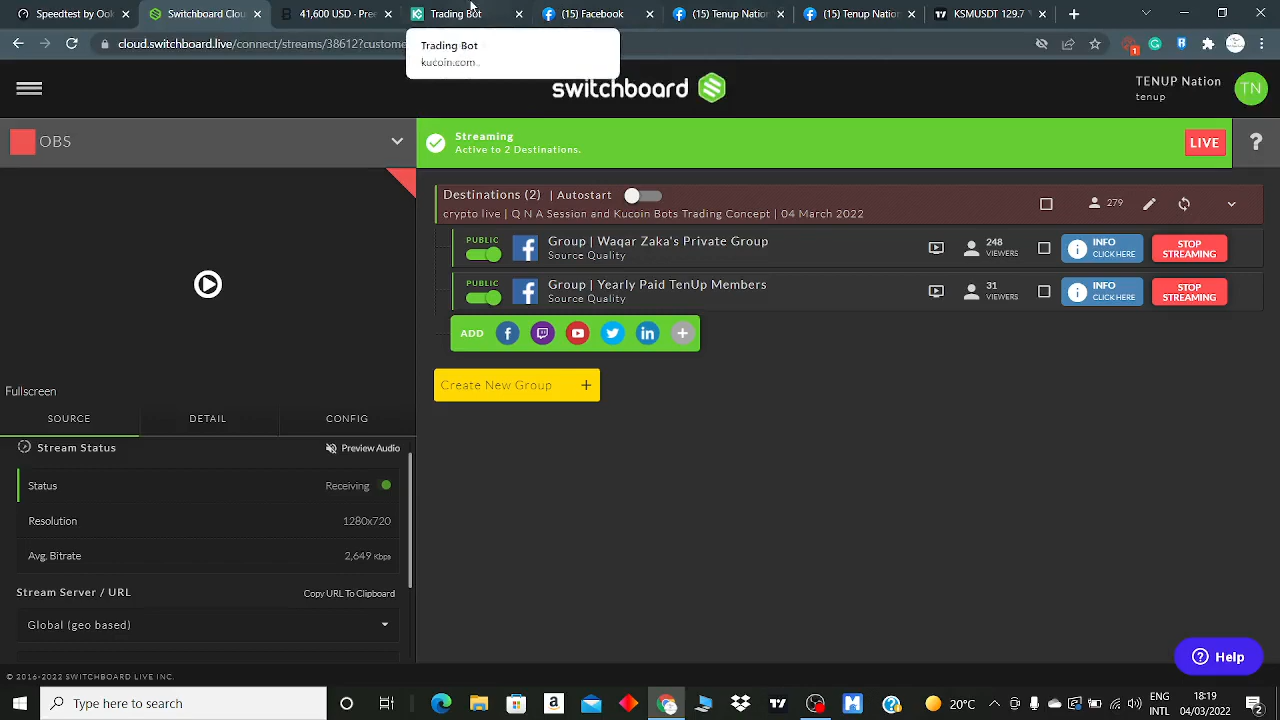 Speedtest by Ook
Switchboard Clou
41,600 USD - Pex
Trading Bot
(15) Facebook
(15) Tenup Nation
(15) Tenup Nation
KSMUSDT 129.7
cloud.switchboard.live/connect/streams/38612?custome
Trading Bot
kucoin.com
switchboard
TENUP Nation
tenup
TN
OBS
Streaming
Active to 2 Destinations.
LIVE
?
Destinations (2) | Autostart
crypto live | Q N A Session and Kucoin Bots Trading Concept | 04 March 2022
279
PUBLIC
Group | Waqar Zaka's Private Group
Source Quality
248
VIEWERS
INFO
CLICK HERE
STOP
STREAMING
PUBLIC
Group | Yearly Paid TenUp Members
Source Quality
31
VIEWERS
INFO
CLICK HERE
STOP
STREAMING
ADD
Create New Group +
Fullscreen
SOURCE DETAIL CONFIG
Stream Status
Preview Audio
Status
Receiving
Resolution
1280x720
Avg. Bitrate
2,649 Kbps
Stream Server / URL
Copy URL To Clipboard
Global (geo based)
Help
© 2016-2022 SWITCHBOARD LIVE INC.
Type here to search
20°C
ENG
INTL
18:19
04/03/2022
2